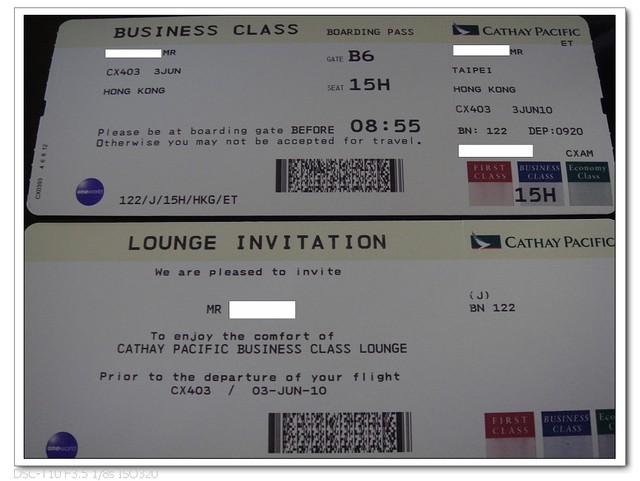 BUSINESS CLASS
BOARDING PASS
CATHAY PACIFIC
ET
MR
GATE B6
MR
CX403 3JUN
TAIPEI
HONG KONG
SEAT 15H
HONG KONG
CX403 3JUN10
Please be at boarding gate BEFORE 08:55
Otherwise you may not be accepted for travel.
BN: 122 DEP:0920
CXAM
FIRST CLASS
BUSINESS CLASS
Economy Class
15H
oneworld
122/J/15H/HKG/ET
LOUNGE INVITATION
CATHAY PACIFIC
We are pleased to invite
MR
(J)
BN 122
To enjoy the comfort of
CATHAY PACIFIC BUSINESS CLASS LOUNGE
Prior to the departure of your flight
CX403 / 03-JUN-10
FIRST CLASS
BUSINESS CLASS
oneworld
DSC-T10 F3.5 1/8s ISO320